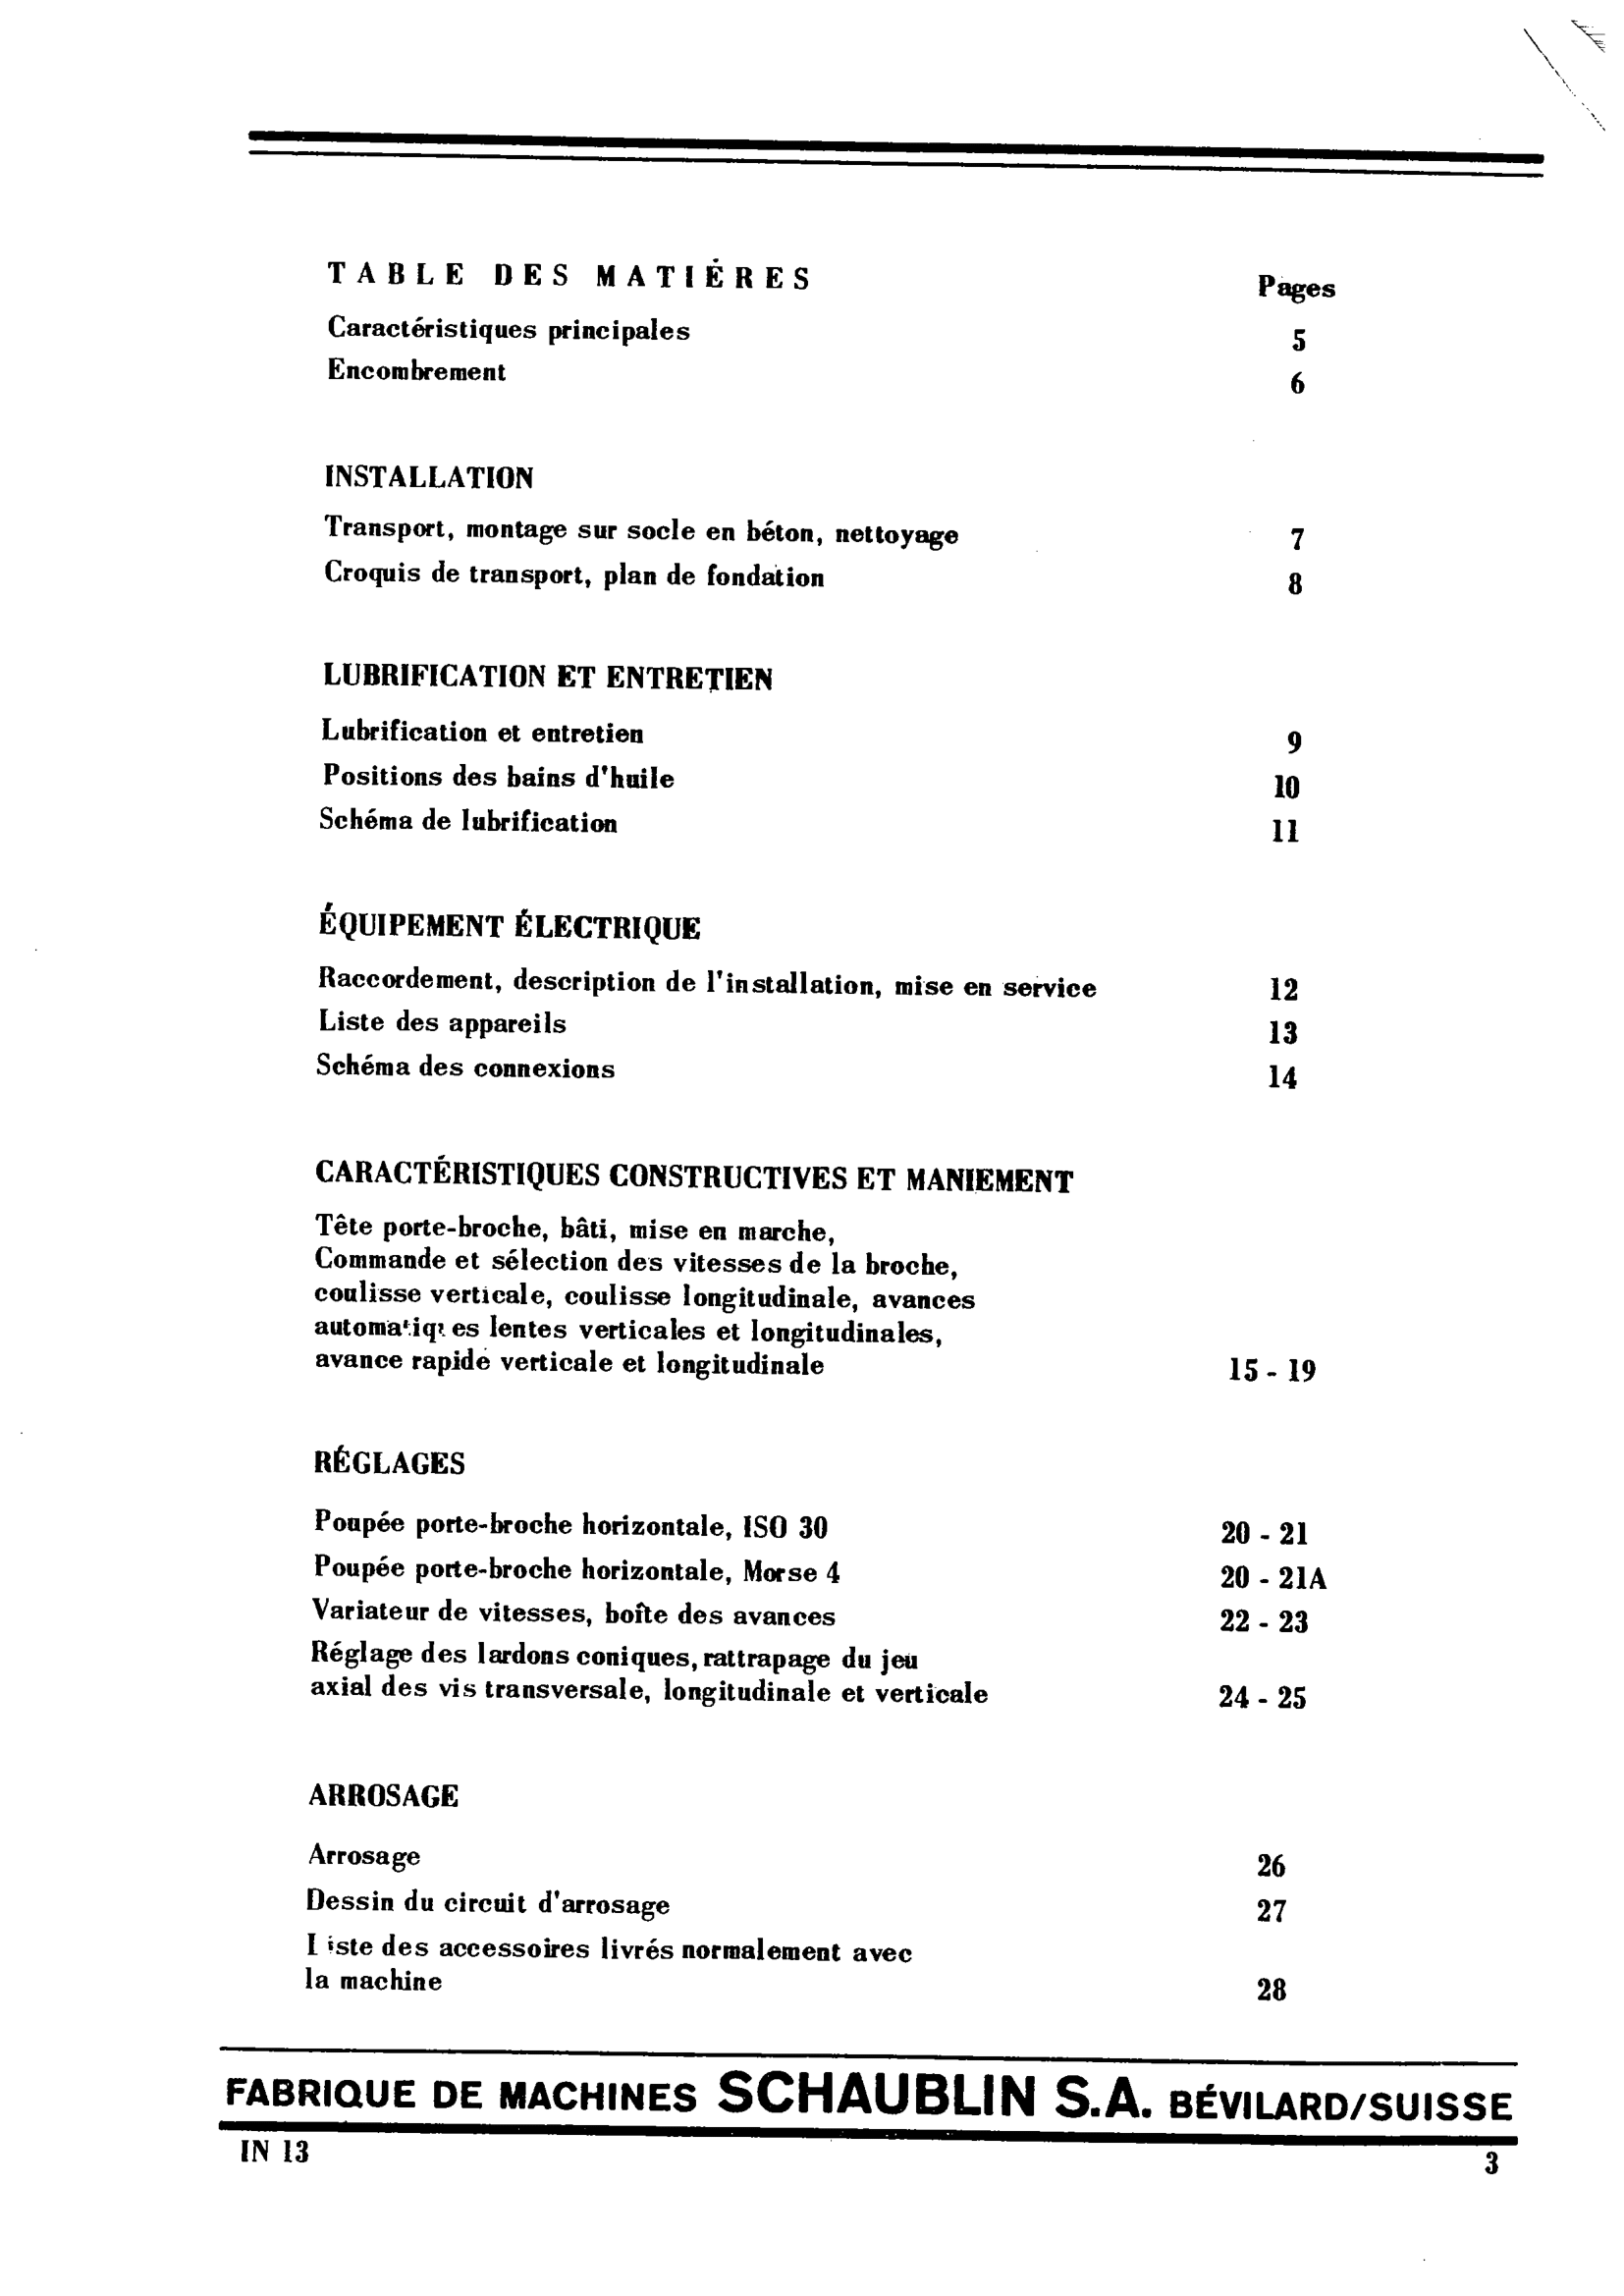 TABLE DES MATIÈRES Pages
Caractéristiques principales 5
Encombrement 6
INSTALLATION
Transport, montage sur socle en béton, nettoyage 7
Croquis de transport, plan de fondation 8
LUBRIFICATION ET ENTRETIEN
Lubrification et entretien 9
Positions des bains d'huile 10
Schéma de lubrification 11
ÉQUIPEMENT ÉLECTRIQUE
Raccordement, description de l'installation, mise en service 12
Liste des appareils 13
Schéma des connexions 14
CARACTÉRISTIQUES CONSTRUCTIVES ET MANIEMENT
Tête porte-broche, bâti, mise en marche,
Commande et sélection des vitesses de la broche,
coulisse verticale, coulisse longitudinale, avances
automatiques lentes verticales et longitudinales,
avance rapide verticale et longitudinale 15 - 19
RÉGLAGES
Poupée porte-broche horizontale, ISO 30 20 - 21
Poupée porte-broche horizontale, Morse 4 20 - 21A
Variateur de vitesses, boîte des avances 22 - 23
Réglage des lardons coniques, rattrapage du jeu
axial des vis transversale, longitudinale et verticale 24 - 25
ARROSAGE
Arrosage 26
Dessin du circuit d'arrosage 27
Liste des accessoires livrés normalement avec
la machine 28
FABRIQUE DE MACHINES SCHAUBLIN S.A. BÉVILARD/SUISSE
IN 13 3